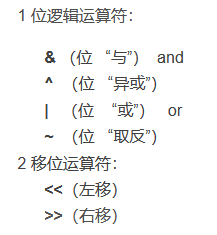 1 位逻辑运算符：
& （位 “与”） and
^ （位 “异或”）
| （位 “或”） or
~ （位 “取反”）
2 移位运算符：
<<（左移）
>>（右移）